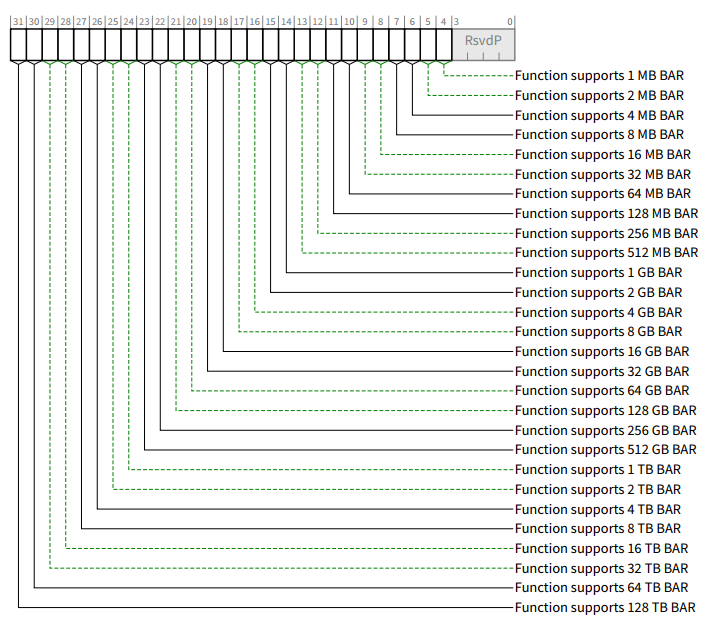 31 30 29 28 27 26 25 24 23 22 21 20 19 18 17 16 15 14 13 12 11 10 9 8 7 6 5 4 3 0
RsvdP
Function supports 1 MB BAR
Function supports 2 MB BAR
Function supports 4 MB BAR
Function supports 8 MB BAR
Function supports 16 MB BAR
Function supports 32 MB BAR
Function supports 64 MB BAR
Function supports 128 MB BAR
Function supports 256 MB BAR
Function supports 512 MB BAR
Function supports 1 GB BAR
Function supports 2 GB BAR
Function supports 4 GB BAR
Function supports 8 GB BAR
Function supports 16 GB BAR
Function supports 32 GB BAR
Function supports 64 GB BAR
Function supports 128 GB BAR
Function supports 256 GB BAR
Function supports 512 GB BAR
Function supports 1 TB BAR
Function supports 2 TB BAR
Function supports 4 TB BAR
Function supports 8 TB BAR
Function supports 16 TB BAR
Function supports 32 TB BAR
Function supports 64 TB BAR
Function supports 128 TB BAR